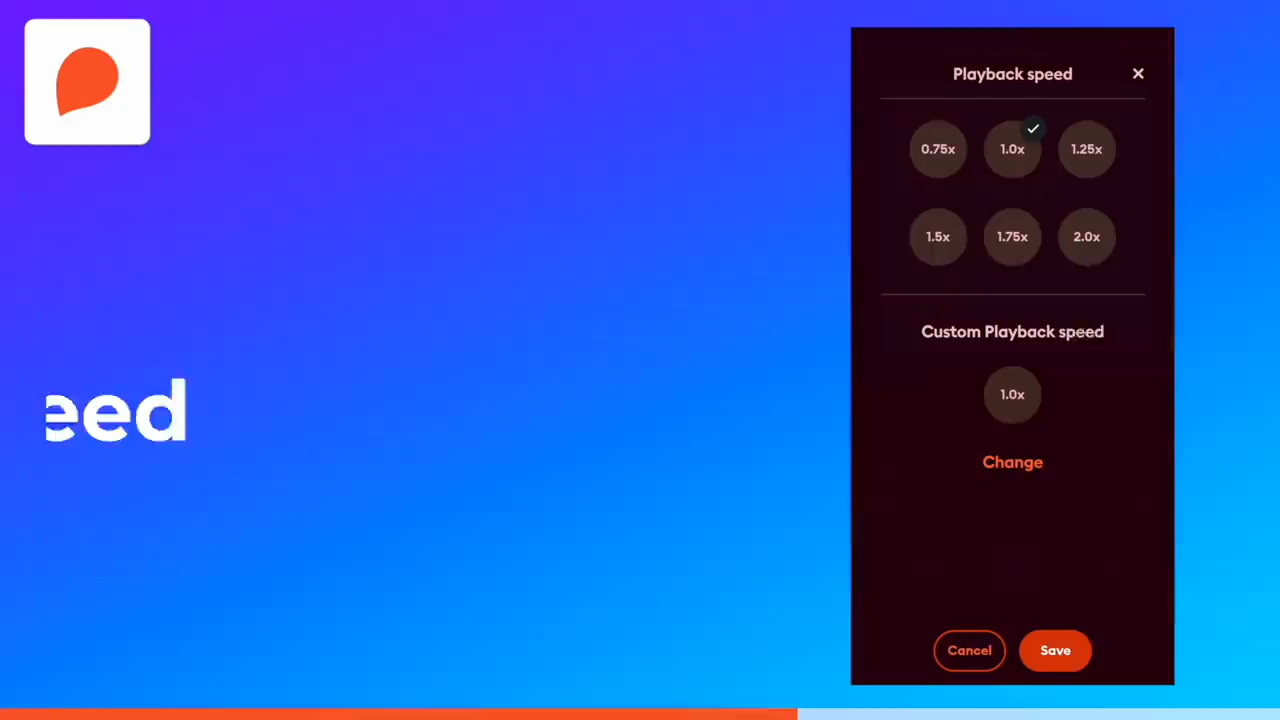 eed
Playback speed
0.75x 1.0x 1.25x
1.5x 1.75x 2.0x
Custom Playback speed
1.0x
Change
Cancel Save